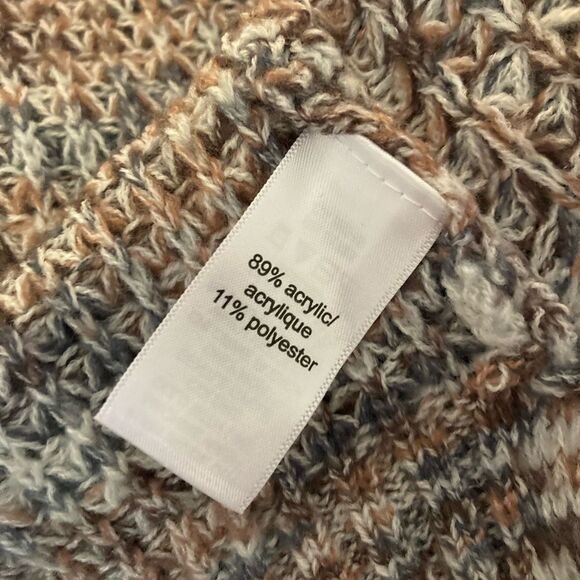 89% acrylic/
acrylique
11% polyester